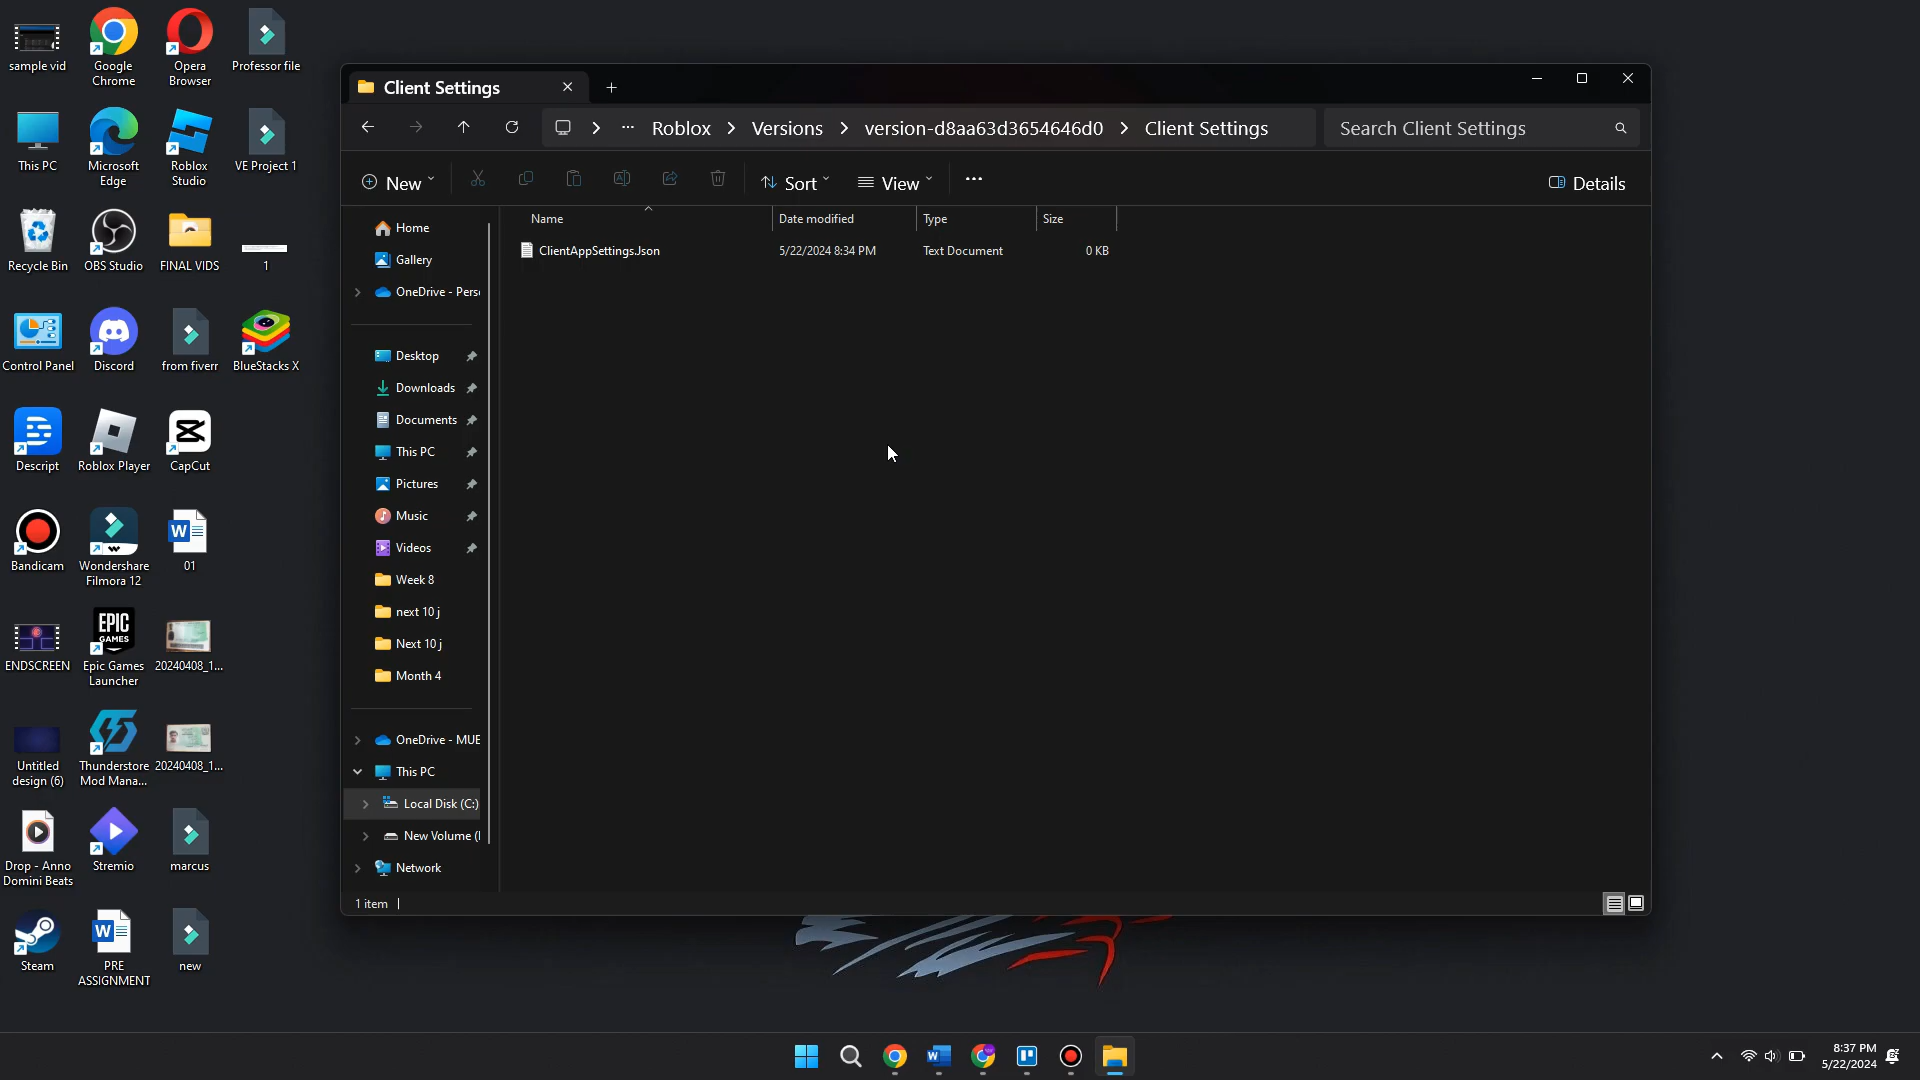 sample vid
Google
Chrome
Opera
Browser
Professor file
This PC
Microsoft
Edge
Roblox
Studio
VE Project 1
Recycle Bin
OBS Studio
FINAL VIDS
1
Control Panel
Discord
from fiverr
BlueStacks X
Descript
Roblox Player
CapCut
Bandicam
Wondershare
Filmora 12
01
ENDSCREEN
EPIC
GAMES
Epic Games
Launcher
20240408_1...
Untitled
design (6)
Thunderstore
Mod Mana...
20240408_1...
Drop - Anno
Domini Beats
Stremio
marcus
Steam
PRE
ASSIGNMENT
new
Client Settings
... Roblox > Versions > version-d8aa63d3654646d0 > Client Settings
Search Client Settings
New
Sort
View
...
Details
Name
Date modified
Type
Size
ClientAppSettings.Json
5/22/2024 8:34 PM
Text Document
0 KB
Home
Gallery
OneDrive - Pers
Desktop
Downloads
Documents
This PC
Pictures
Music
Videos
Week 8
next 10 j
Next 10 j
Month 4
OneDrive - MUE
This PC
Local Disk (C:)
New Volume (
Network
1 item
8:37 PM
5/22/2024